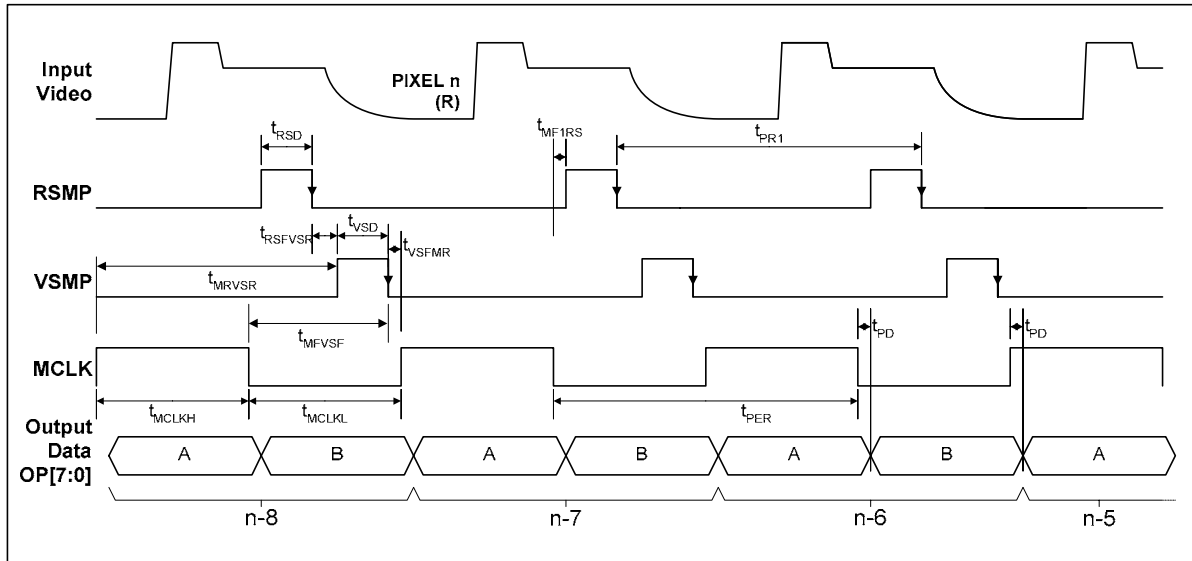 Input
Video
PIXEL n
(R)
tRSD
tMF1RS
tPR1
RSMP
tRSFVSR
tVSD
tVSFMR
tMRVSR
VSMP
tMFVSF
tPD
tPD
MCLK
tMCLKH
tMCLKL
tPER
Output
Data
OP[7:0]
A
B
A
B
A
B
A
n-8
n-7
n-6
n-5